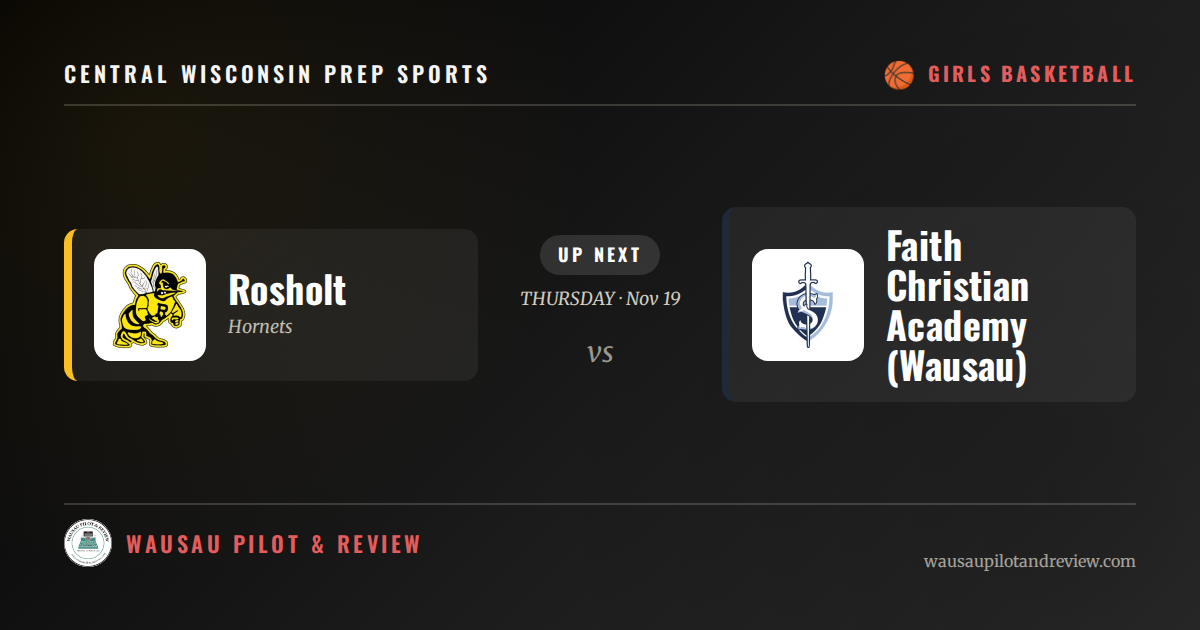 CENTRAL WISCONSIN PREP SPORTS
GIRLS BASKETBALL
Rosholt
Hornets
UP NEXT
THURSDAY · Nov 19
vs
Faith
Christian
Academy
(Wausau)
WAUSAU PILOT & REVIEW
wausaupilotandreview.com